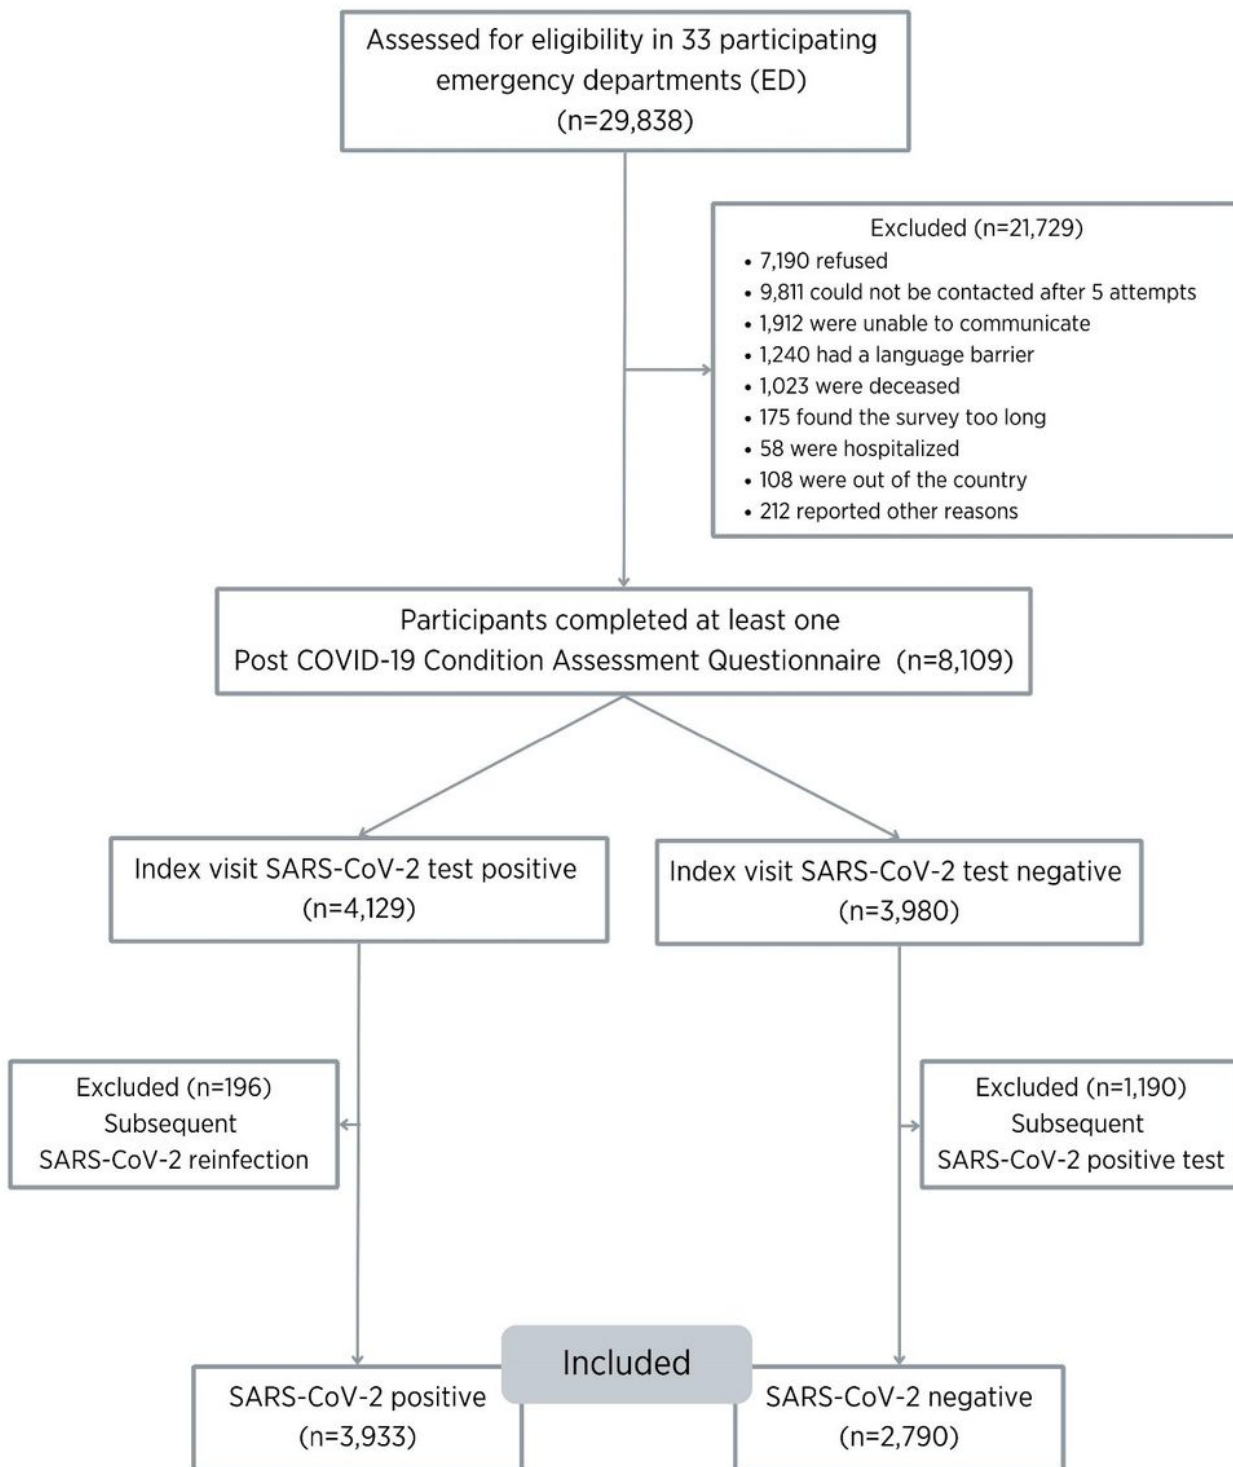 Assessed for eligibility in 33 participating
emergency departments (ED)
(n=29,838)
Excluded (n=21,729)
• 7,190 refused
• 9,811 could not be contacted after 5 attempts
• 1,912 were unable to communicate
• 1,240 had a language barrier
• 1,023 were deceased
• 175 found the survey too long
• 58 were hospitalized
• 108 were out of the country
• 212 reported other reasons
Participants completed at least one
Post COVID-19 Condition Assessment Questionnaire (n=8,109)
Index visit SARS-CoV-2 test positive
(n=4,129)
Index visit SARS-CoV-2 test negative
(n=3,980)
Excluded (n=196)
Subsequent
SARS-CoV-2 reinfection
Excluded (n=1,190)
Subsequent
SARS-CoV-2 positive test
Included
SARS-CoV-2 positive
(n=3,933)
SARS-CoV-2 negative
(n=2,790)